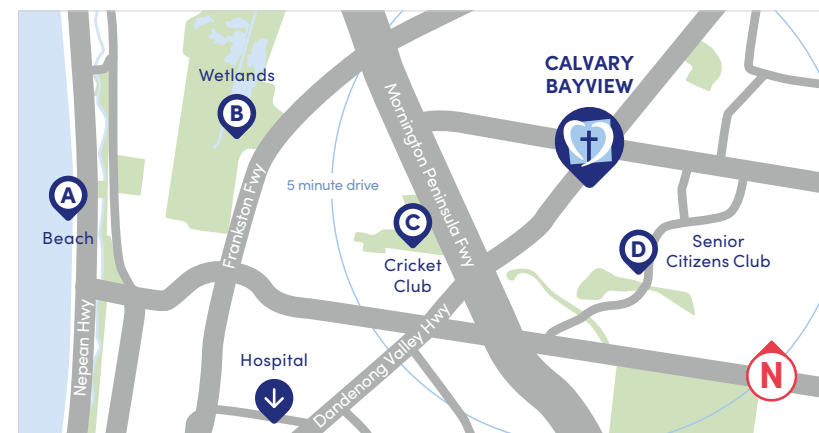 CALVARY
BAYVIEW
Wetlands
B
Mornington Peninsula Fwy
5 minute drive
A
Beach
Frankston Fwy
C
Cricket
Club
D
Senior
Citizens Club
Nepean Hwy
Dandenong Valley Hwy
Hospital
N